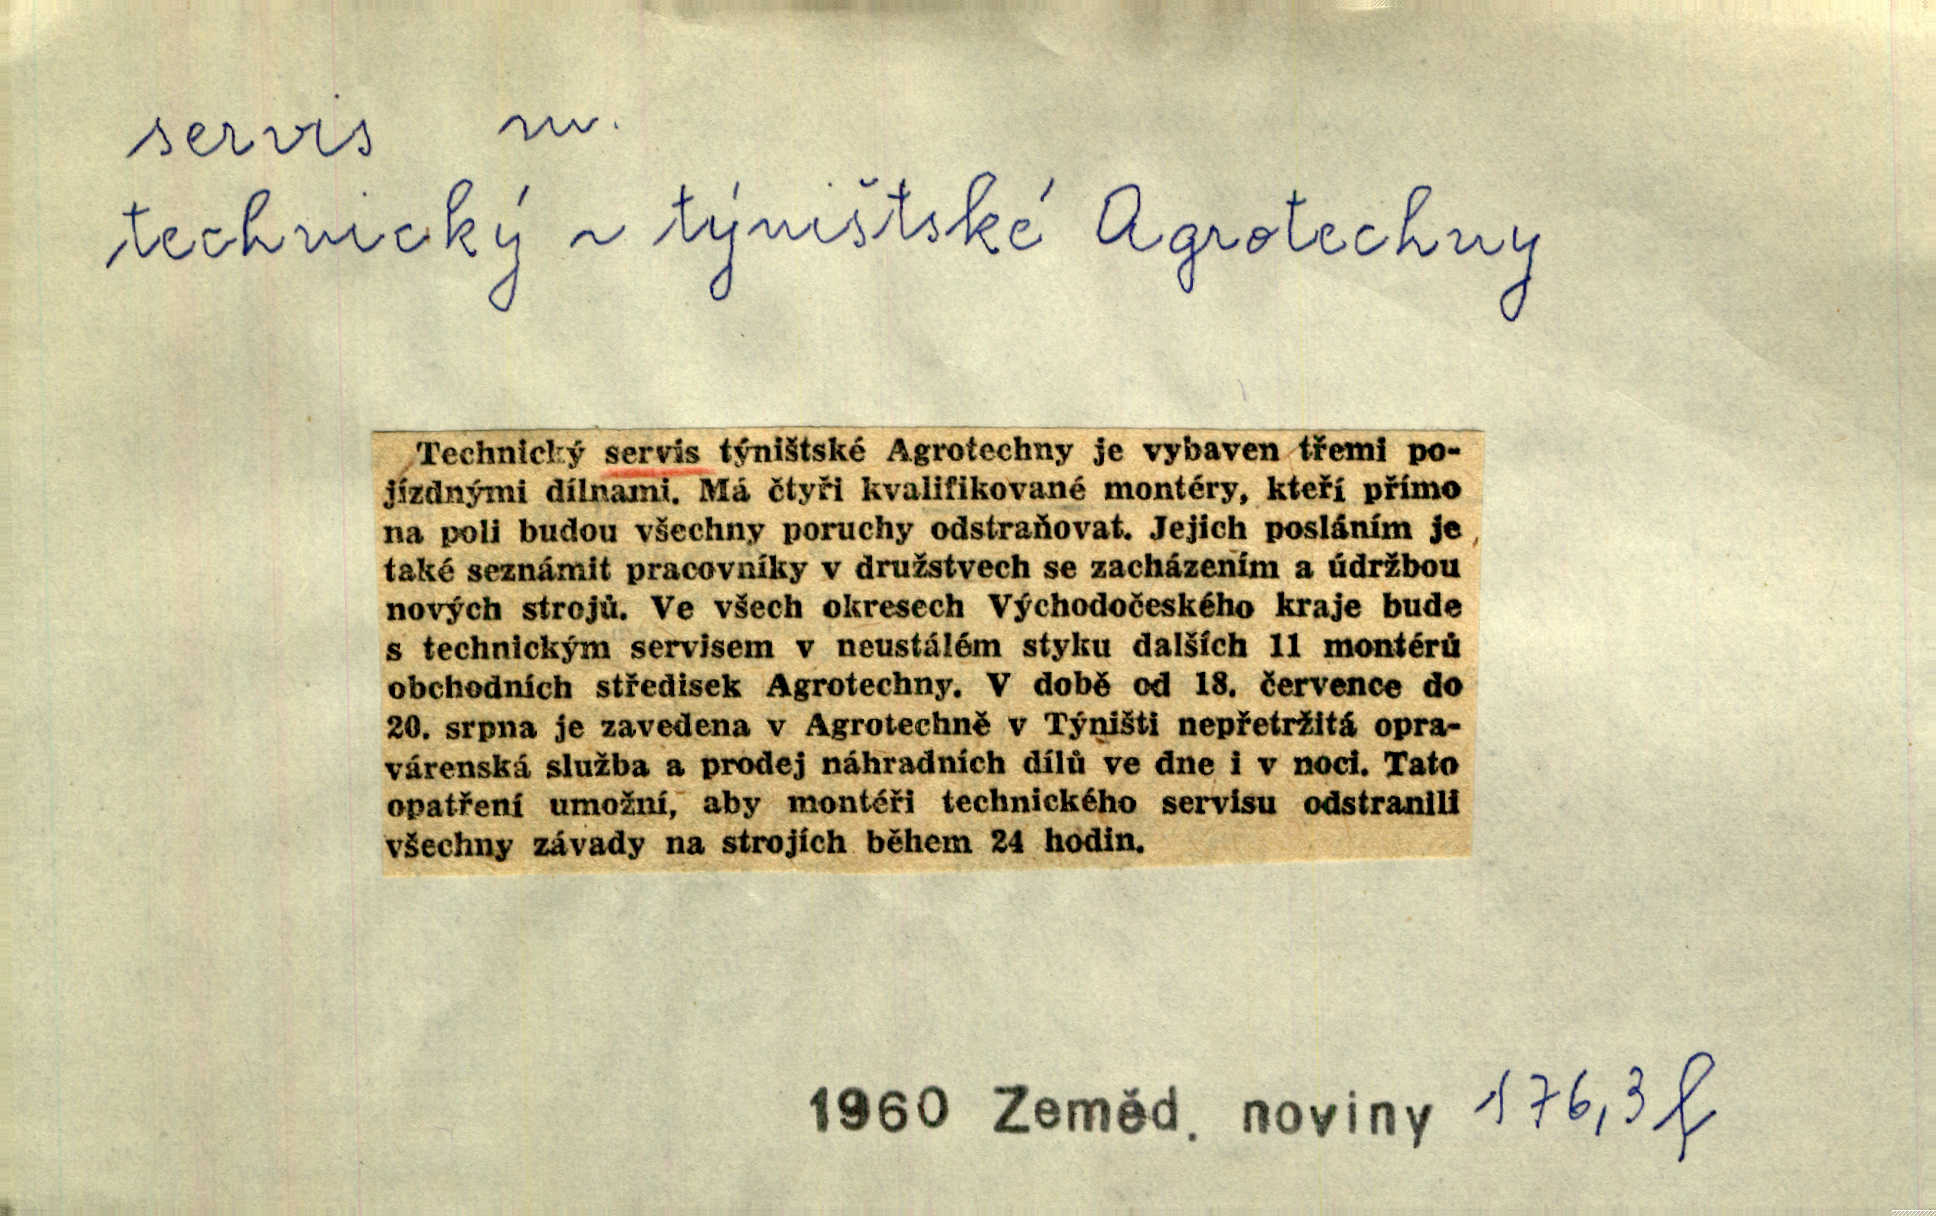 servis m.
technický ~ týništské Agrotechny
Technický servis týništské Agrotechny je vybaven třemi po-
jízdnými dílnami. Má čtyři kvalifikované montéry, kteří přímo
na poli budou všechny poruchy odstraňovat. Jejich posláním je
také seznámit pracovníky v družstvech se zacházením a údržbou
nových strojů. Ve všech okresech Východočeského kraje bude
s technickým servisem v neustálém styku dalších 11 montérů
obchodních středisek Agrotechny. V době od 18. července do
20. srpna je zavedena v Agrotechně v Týništi nepřetržitá opra-
várenská služba a prodej náhradních dílů ve dne i v noci. Tato
opatření umožní, aby montéři technického servisu odstranili
všechny závady na strojích během 24 hodin.
1960 Zeměd. noviny 176,3